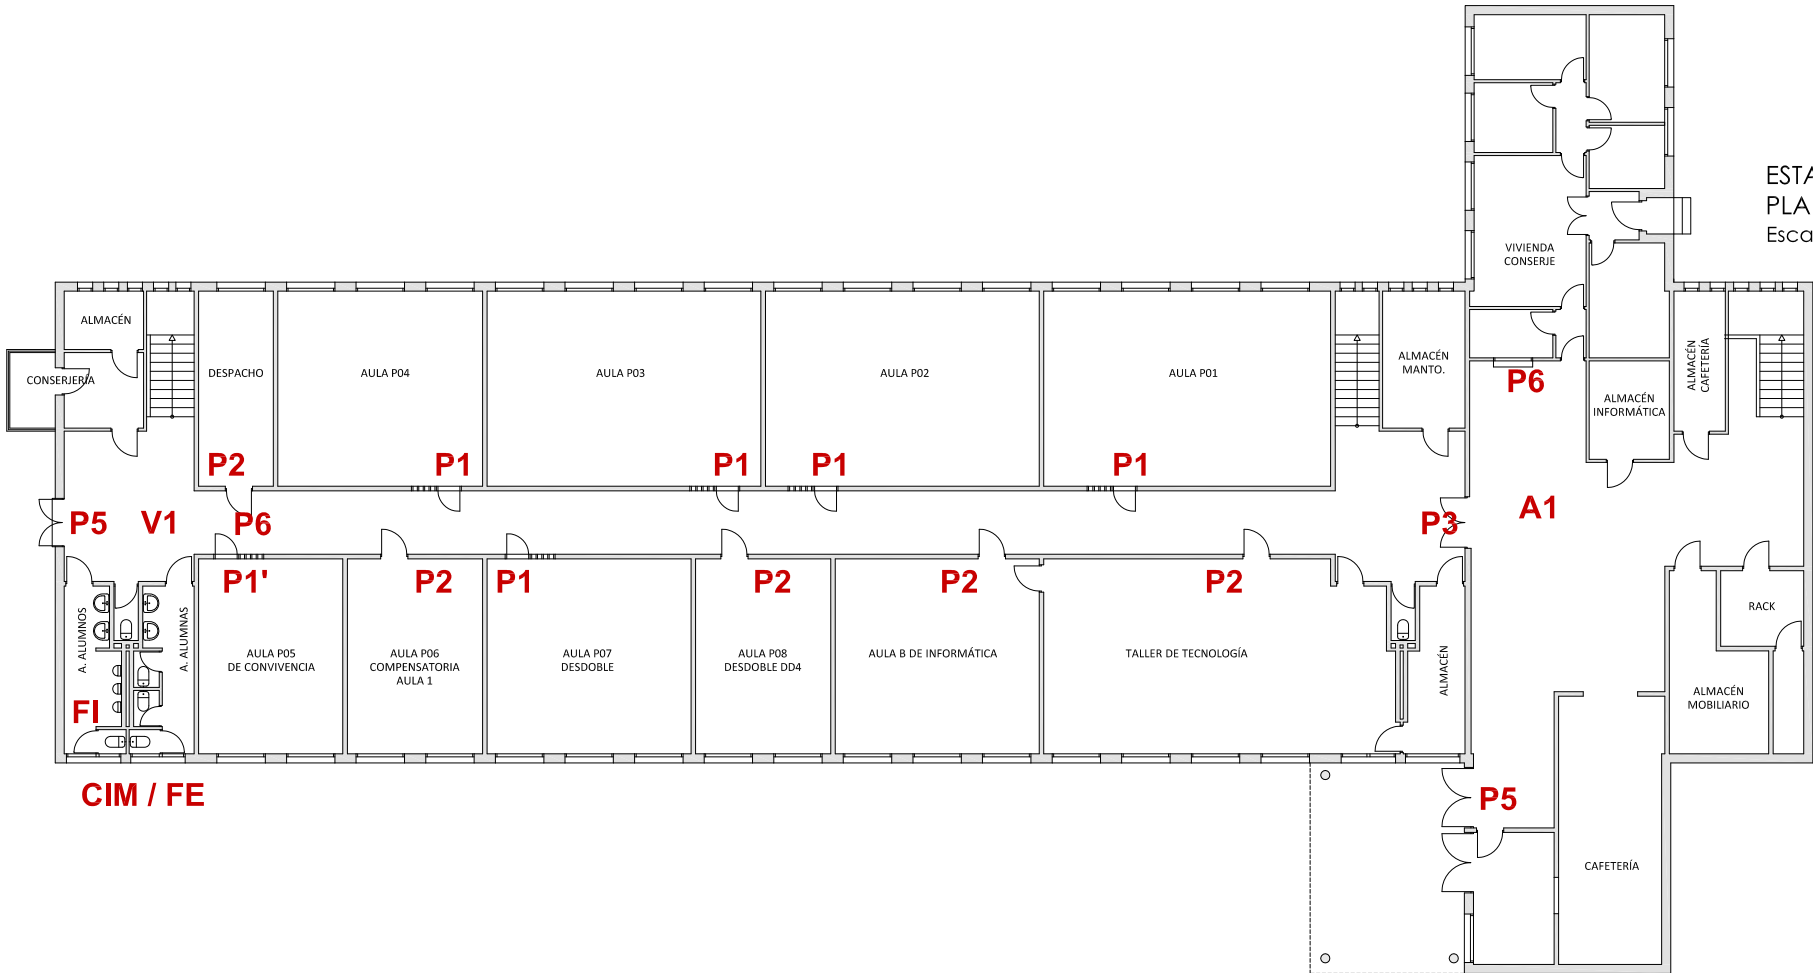 ESTA
PLA
Esca
VIVIENDA
CONSERJE
ALMACÉN
CONSERJERÍA
DESPACHO
AULA P04
AULA P03
AULA P02
AULA P01
ALMACÉN
MANTO.
P6
ALMACÉN
INFORMÁTICA
ALMACÉN
CAFETERÍA
P2
P1
P1
P1
P1
P5
V1
P6
P3
A1
P1'
P2
P1
P2
P2
P2
A. ALUMNOS
A. ALUMNAS
AULA P05
DE CONVIVENCIA
AULA P06
COMPENSATORIA
AULA 1
AULA P07
DESDOBLE
AULA P08
DESDOBLE DD4
AULA B DE INFORMÁTICA
TALLER DE TECNOLOGÍA
ALMACÉN
RACK
ALMACÉN
MOBILIARIO
FI
CIM / FE
P5
CAFETERÍA